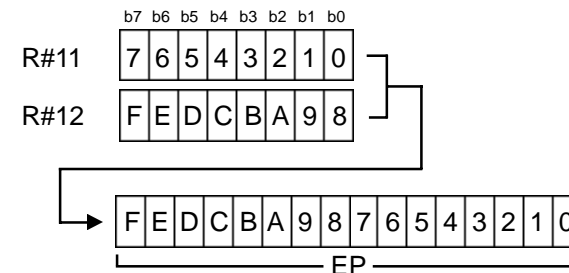 b7 b6 b5 b4 b3 b2 b1 b0
R#11 7 6 5 4 3 2 1 0
R#12 F E D C B A 9 8
F E D C B A 9 8 7 6 5 4 3 2 1 0
EP